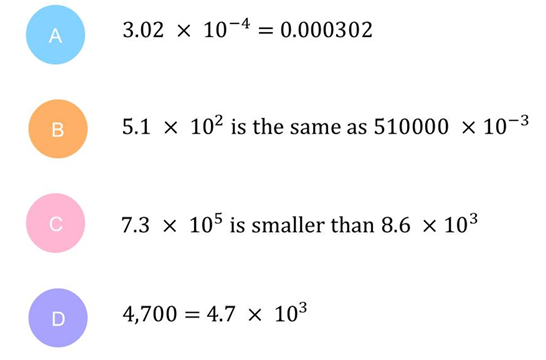 A 3.02 × 10⁻⁴ = 0.000302
B 5.1 × 10² is the same as 510000 × 10⁻³
C 7.3 × 10⁵ is smaller than 8.6 × 10³
D 4,700 = 4.7 × 10³